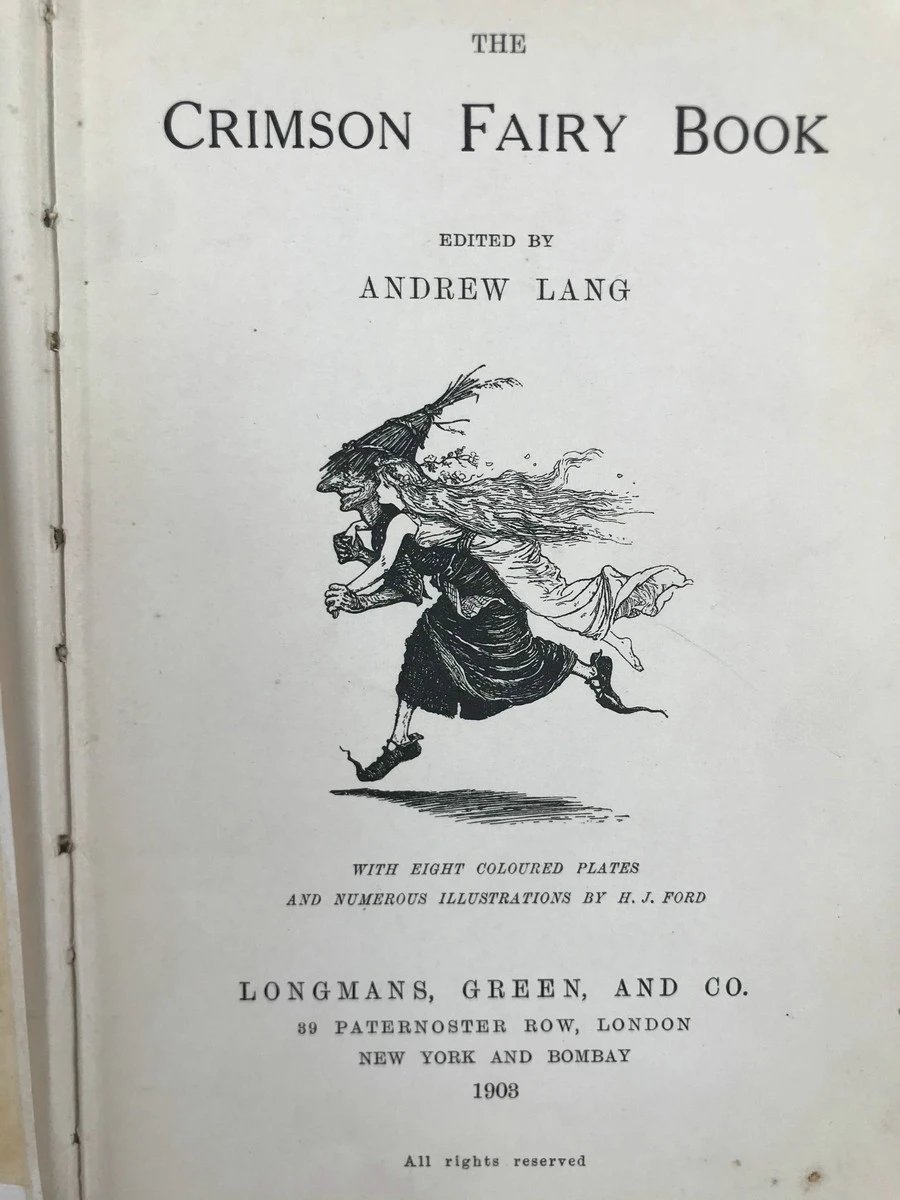 THE
CRIMSON FAIRY BOOK
EDITED BY
ANDREW LANG
WITH EIGHT COLOURED PLATES
AND NUMEROUS ILLUSTRATIONS BY H. J. FORD
LONGMANS, GREEN, AND CO.
39 PATERNOSTER ROW, LONDON
NEW YORK AND BOMBAY
1903
All rights reserved